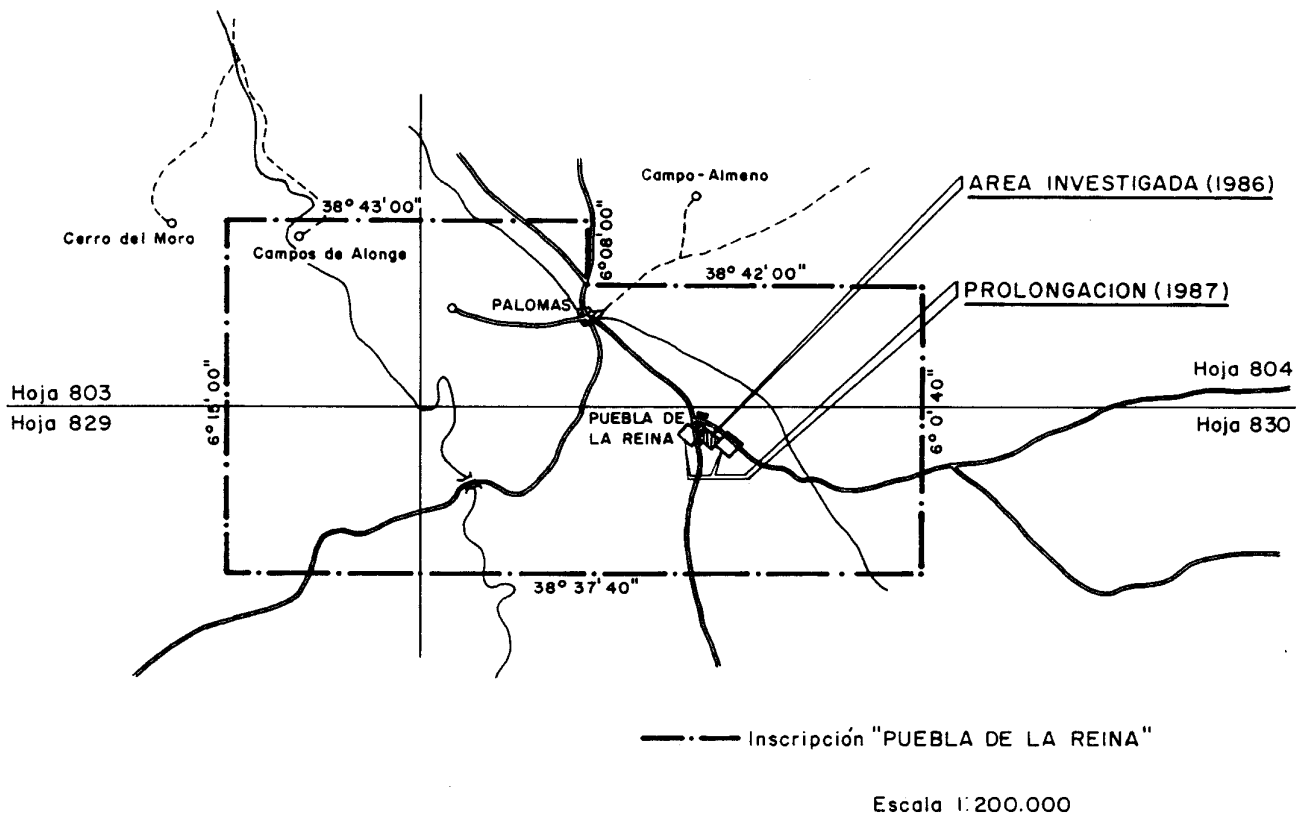 Campo-Almeno
AREA INVESTIGADA (1986)
38° 43' 00"
Cerro del Moro
Campos de Alonge
6° 08' 00"
38° 42' 00"
PALOMAS
PROLONGACION (1987)
6° 15' 00"
Hoja 803
Hoja 829
Hoja 804
Hoja 830
6° 0' 40"
PUEBLA DE
LA REINA
38° 37' 40"
Inscripción "PUEBLA DE LA REINA"
Escala 1:200.000